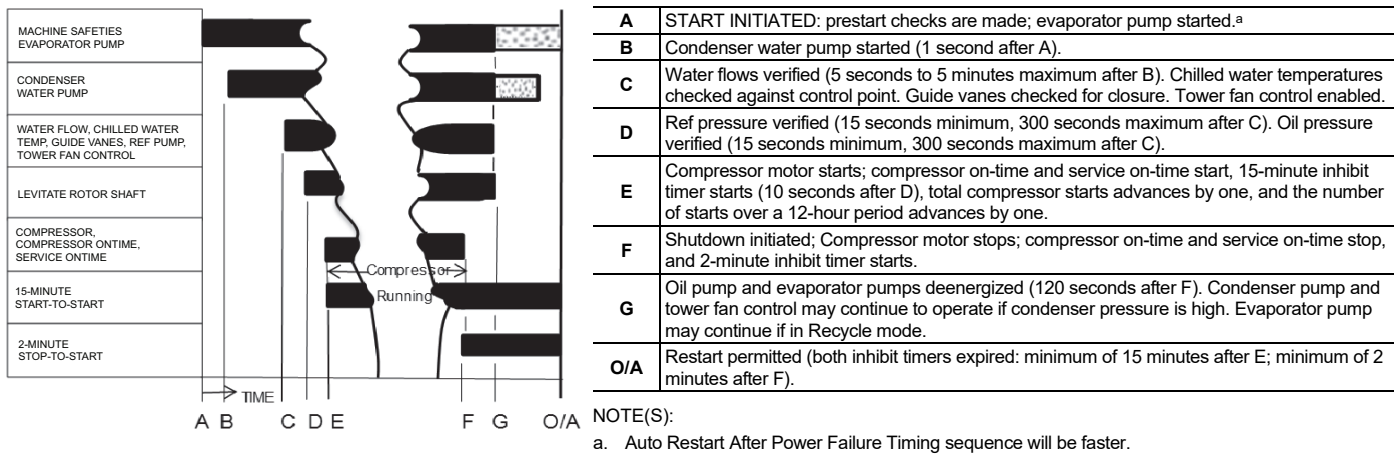 MACHINE SAFETIES
EVAPORATOR PUMP
CONDENSER
WATER PUMP
WATER FLOW, CHILLED WATER
TEMP, GUIDE VANES, REF PUMP,
TOWER FAN CONTROL
LEVITATE ROTOR SHAFT
COMPRESSOR,
COMPRESSOR ONTIME,
SERVICE ONTIME
15-MINUTE
START-TO-START
2-MINUTE
STOP-TO-START
Compressor
Running
TIME
A B C D E F G O/A
A START INITIATED: prestart checks are made; evaporator pump started.a
B Condenser water pump started (1 second after A).
C Water flows verified (5 seconds to 5 minutes maximum after B). Chilled water temperatures
checked against control point. Guide vanes checked for closure. Tower fan control enabled.
D Ref pressure verified (15 seconds minimum, 300 seconds maximum after C). Oil pressure
verified (15 seconds minimum, 300 seconds maximum after C).
E Compressor motor starts; compressor on-time and service on-time start, 15-minute inhibit
timer starts (10 seconds after D), total compressor starts advances by one, and the number
of starts over a 12-hour period advances by one.
F Shutdown initiated; Compressor motor stops; compressor on-time and service on-time stop,
and 2-minute inhibit timer starts.
G Oil pump and evaporator pumps deenergized (120 seconds after F). Condenser pump and
tower fan control may continue to operate if condenser pressure is high. Evaporator pump
may continue if in Recycle mode.
O/A Restart permitted (both inhibit timers expired: minimum of 15 minutes after E; minimum of 2
minutes after F).
NOTE(S):
a. Auto Restart After Power Failure Timing sequence will be faster.